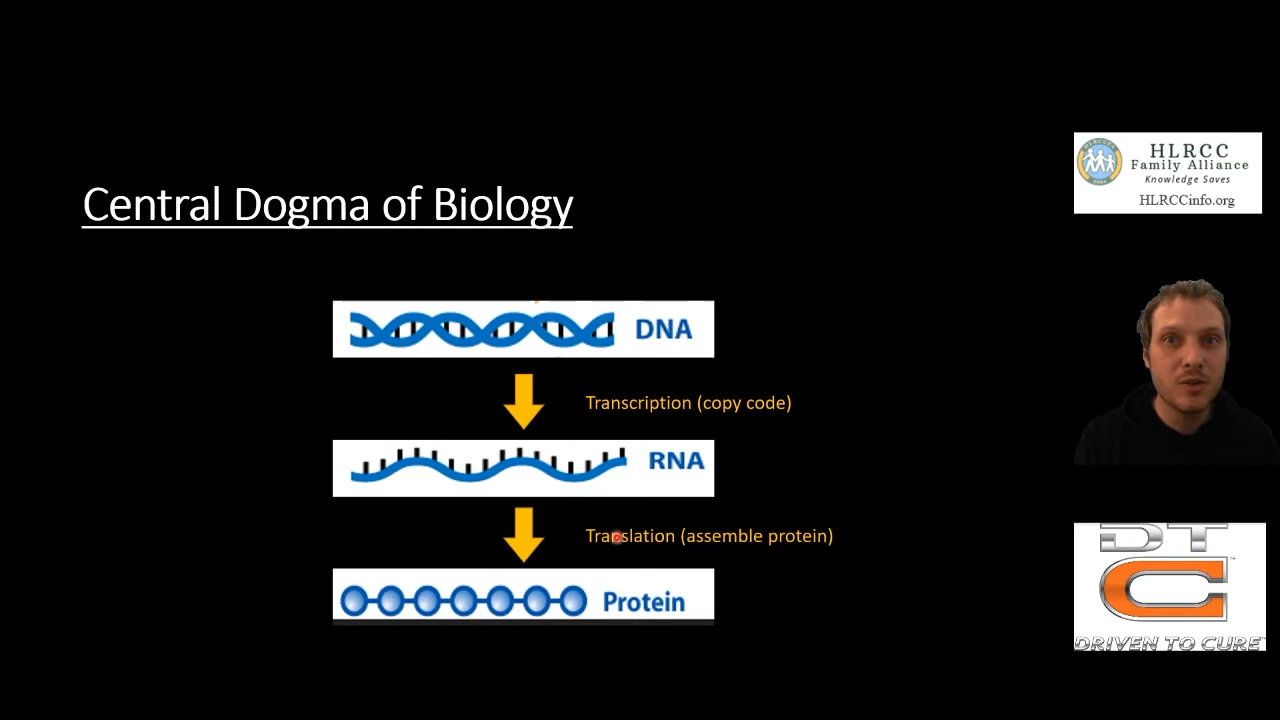 Central Dogma of Biology
DNA
Transcription (copy code)
RNA
Translation (assemble protein)
Protein
HLRCC
Family Alliance
Knowledge Saves
HLRCCinfo.org
DTC
DRIVEN TO CURE